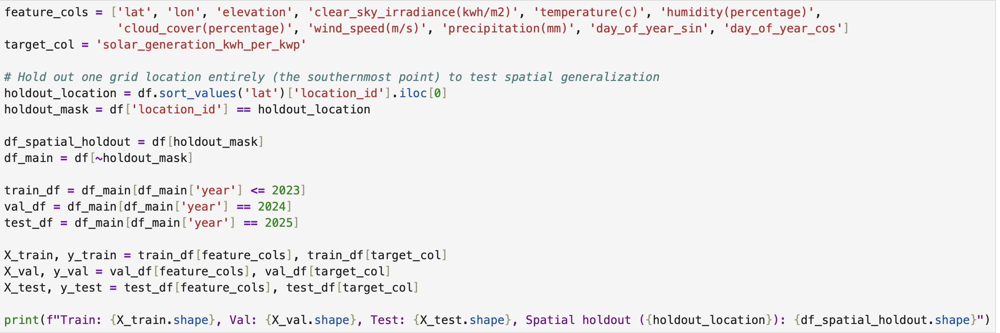 feature_cols = ['lat', 'lon', 'elevation', 'clear_sky_irradiance(kwh/m2)', 'temperature(c)', 'humidity(percentage)',
                'cloud_cover(percentage)', 'wind_speed(m/s)', 'precipitation(mm)', 'day_of_year_sin', 'day_of_year_cos']
target_col = 'solar_generation_kwh_per_kwp'

# Hold out one grid location entirely (the southernmost point) to test spatial generalization
holdout_location = df.sort_values('lat')['location_id'].iloc[0]
holdout_mask = df['location_id'] == holdout_location

df_spatial_holdout = df[holdout_mask]
df_main = df[~holdout_mask]

train_df = df_main[df_main['year'] <= 2023]
val_df = df_main[df_main['year'] == 2024]
test_df = df_main[df_main['year'] == 2025]

X_train, y_train = train_df[feature_cols], train_df[target_col]
X_val, y_val = val_df[feature_cols], val_df[target_col]
X_test, y_test = test_df[feature_cols], test_df[target_col]

print(f"Train: {X_train.shape}, Val: {X_val.shape}, Test: {X_test.shape}, Spatial holdout ({holdout_location}): {df_spatial_holdout.shape}")